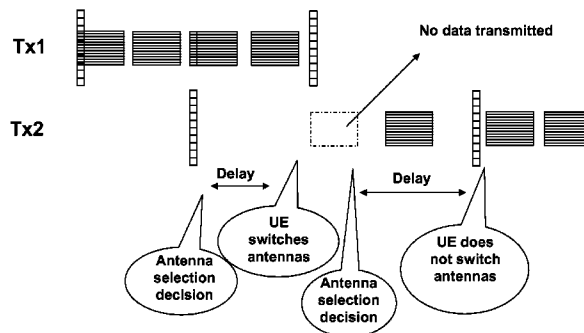 Tx1
No data transmitted
Tx2
Delay
Delay
Antenna
selection
decision
UE
switches
antennas
Antenna
selection
decision
UE does
not switch
antennas